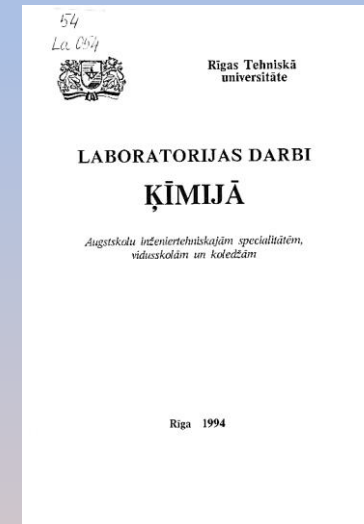 54
La 054
Rīgas Tehniskā
universitāte
LABORATORIJAS DARBI
ĶĪMIJĀ
Augstskolu inženiertehniskajām specialitātēm,
vidusskolām un koledžām
Rīga 1994